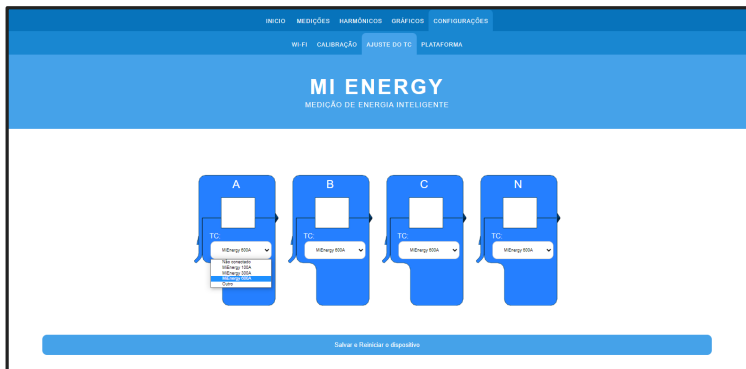 INICIO MEDIÇÕES HARMÔNICOS GRÁFICOS CONFIGURAÇÕES
WI-FI CALIBRAÇÃO AJUSTE DO TC PLATAFORMA
MI ENERGY
MEDIÇÃO DE ENERGIA INTELIGENTE
A B C N
TC: TC: TC: TC:
MiEnergy 600A MiEnergy 600A MiEnergy 600A MiEnergy 600A
Não conectado
MiEnergy 100A
MiEnergy 300A
MiEnergy 600A
Outro
Salvar e Reiniciar o dispositivo